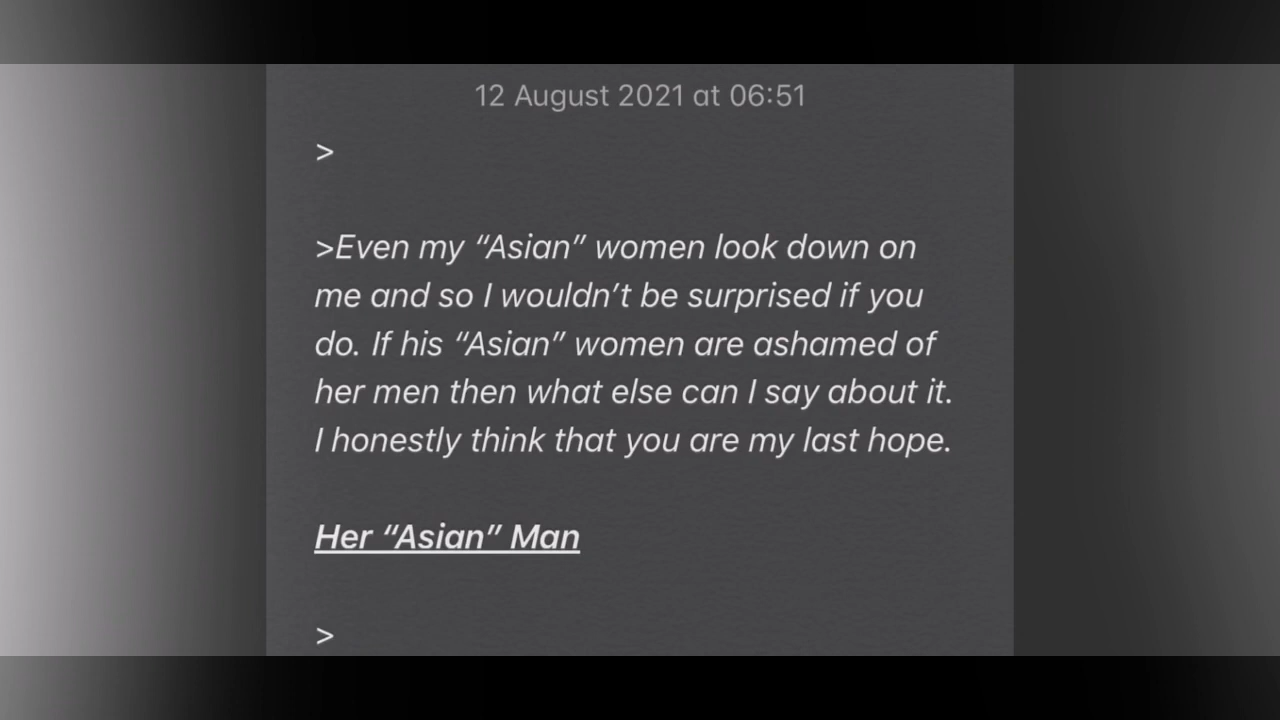 12 August 2021 at 06:51
>
>Even my “Asian” women look down on
me and so I wouldn’t be surprised if you
do. If his “Asian” women are ashamed of
her men then what else can I say about it.
I honestly think that you are my last hope.
Her “Asian” Man
>